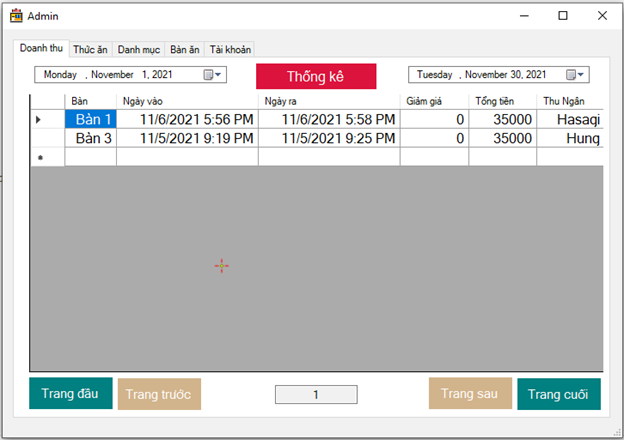 Admin
Doanh thu Thức ăn Danh mục Bàn ăn Tài khoản
Monday , November 1, 2021 Thống kê Tuesday , November 30, 2021
Bàn Ngày vào Ngày ra Giảm giá Tổng tiền Thu Ngân
Bàn 1 11/6/2021 5:56 PM 11/6/2021 5:58 PM 0 35000 Hasagi
Bàn 3 11/5/2021 9:19 PM 11/5/2021 9:25 PM 0 35000 Hung
Trang đầu Trang trước 1 Trang sau Trang cuối